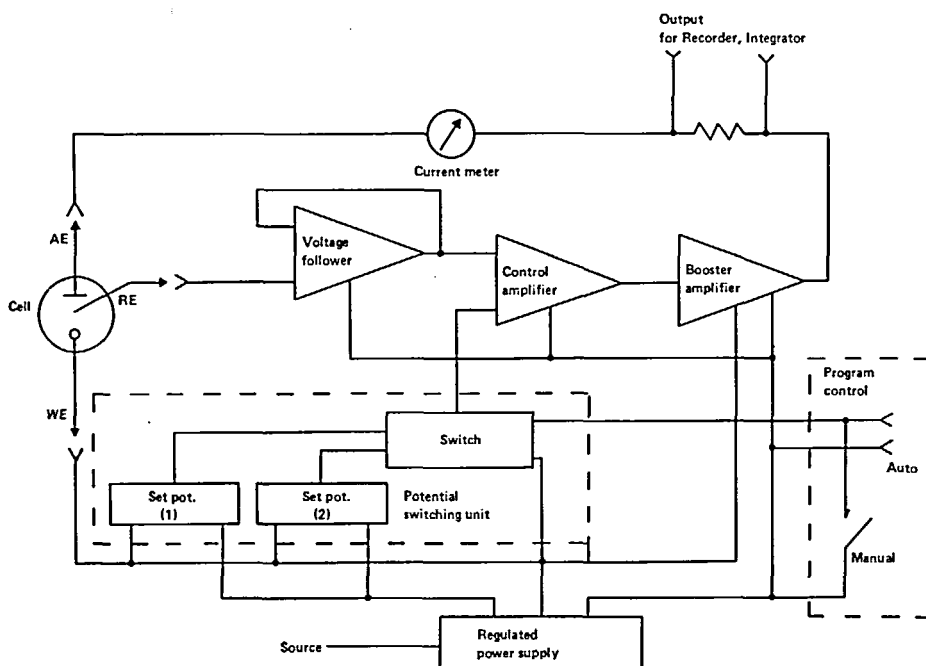 Output
for Recorder, Integrator
Current meter
AE
Voltage
follower
Control
amplifier
Booster
amplifier
RE
Cell
Program
control
WE
Switch
Auto
Set pot.
(1)
Set pot.
(2)
Potential
switching unit
Manual
Source
Regulated
power supply